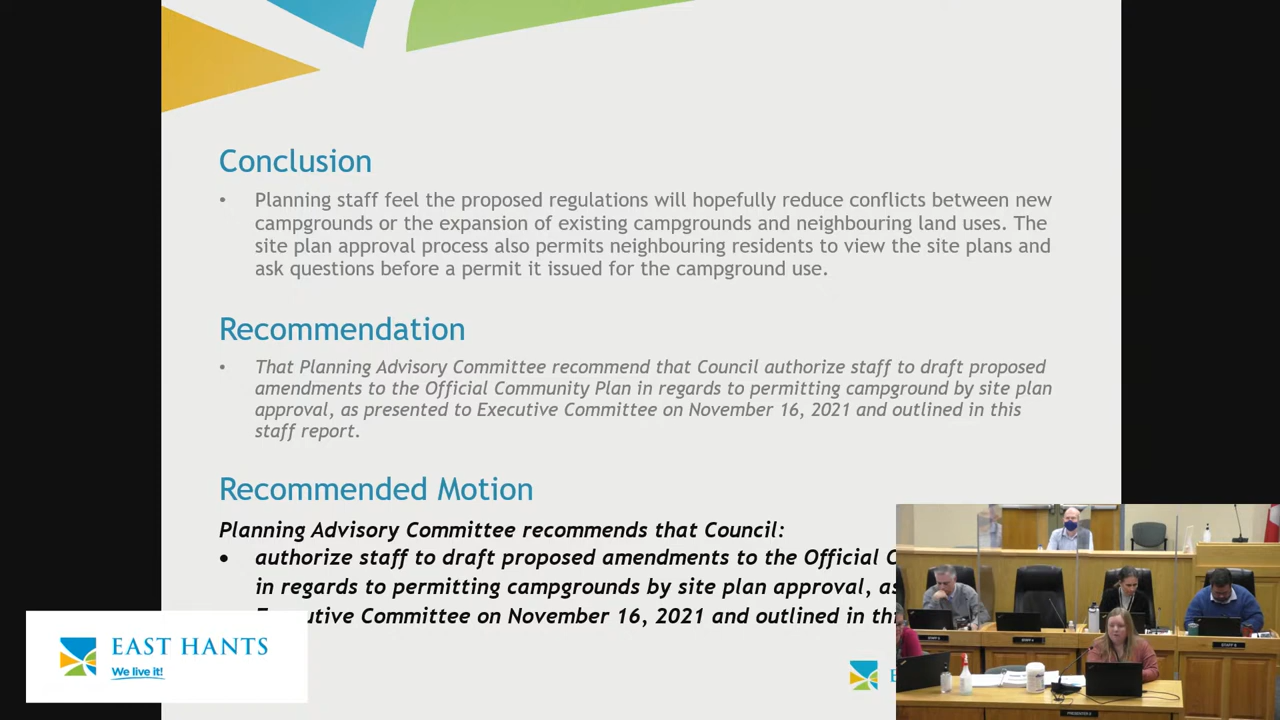 Conclusion
• Planning staff feel the proposed regulations will hopefully reduce conflicts between new
campgrounds or the expansion of existing campgrounds and neighbouring land uses. The
site plan approval process also permits neighbouring residents to view the site plans and
ask questions before a permit it issued for the campground use.
Recommendation
• That Planning Advisory Committee recommend that Council authorize staff to draft proposed
amendments to the Official Community Plan in regards to permitting campground by site plan
approval, as presented to Executive Committee on November 16, 2021 and outlined in this
staff report.
Recommended Motion
Planning Advisory Committee recommends that Council:
• authorize staff to draft proposed amendments to the Official
in regards to permitting campgrounds by site plan approval,
Committee on November 16, 2021 and outlined in
EAST HANTS
We live it!